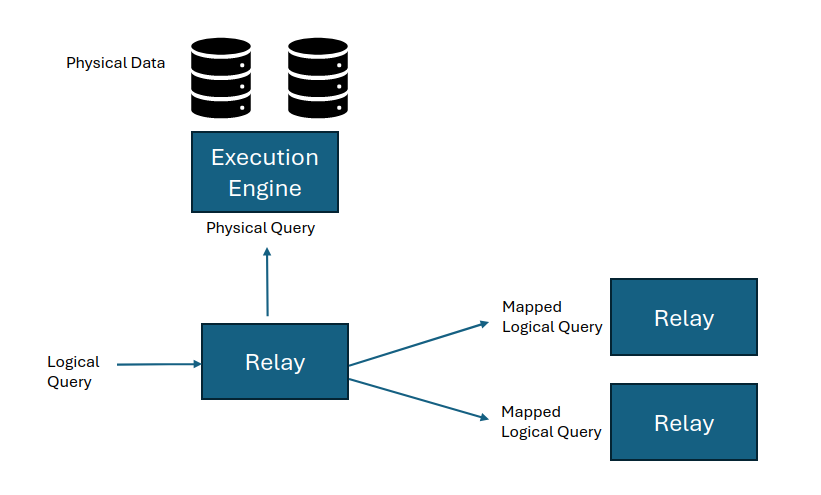 Physical Data
Execution
Engine
Physical Query
Logical
Query
Relay
Mapped
Logical Query
Relay
Mapped
Logical Query
Relay